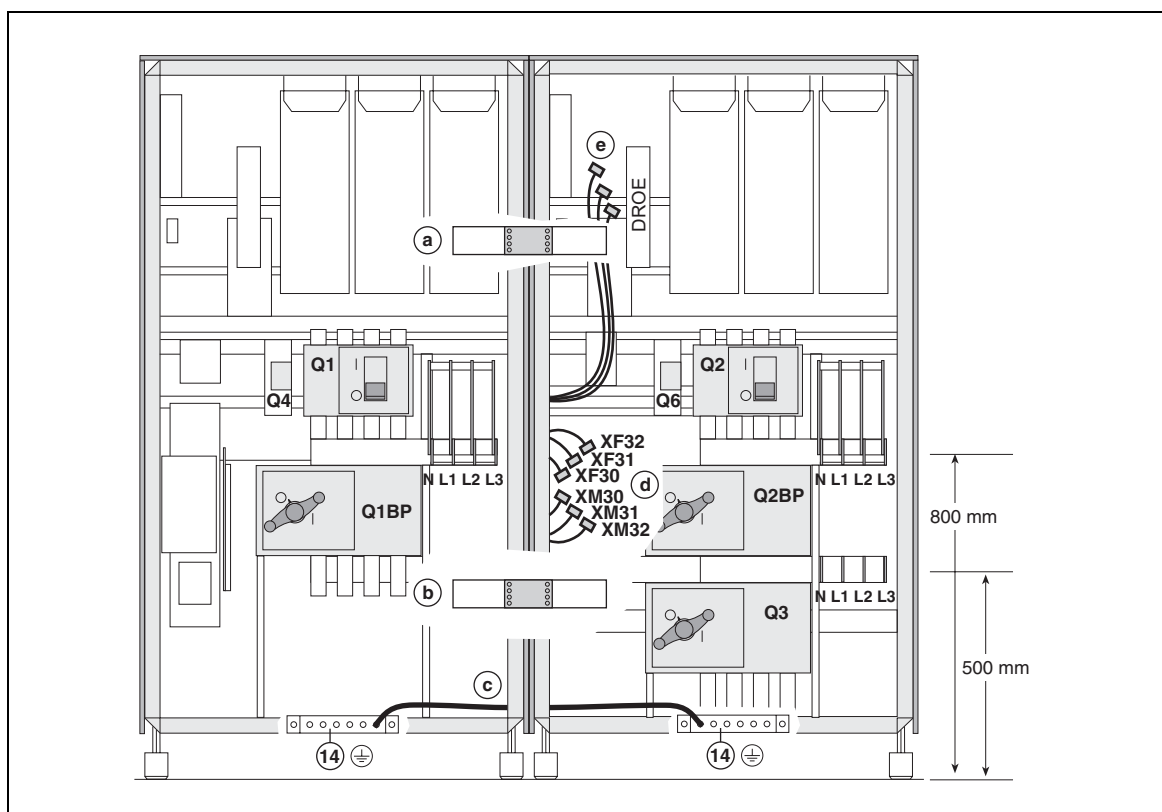 e
DROE
a
Q1
Q2
Q4
Q6
XF32
XF31
XF30
d
XM30
XM31
XM32
N L1 L2 L3
N L1 L2 L3
Q1BP
Q2BP
800 mm
b
N L1 L2 L3
Q3
500 mm
c
14
14